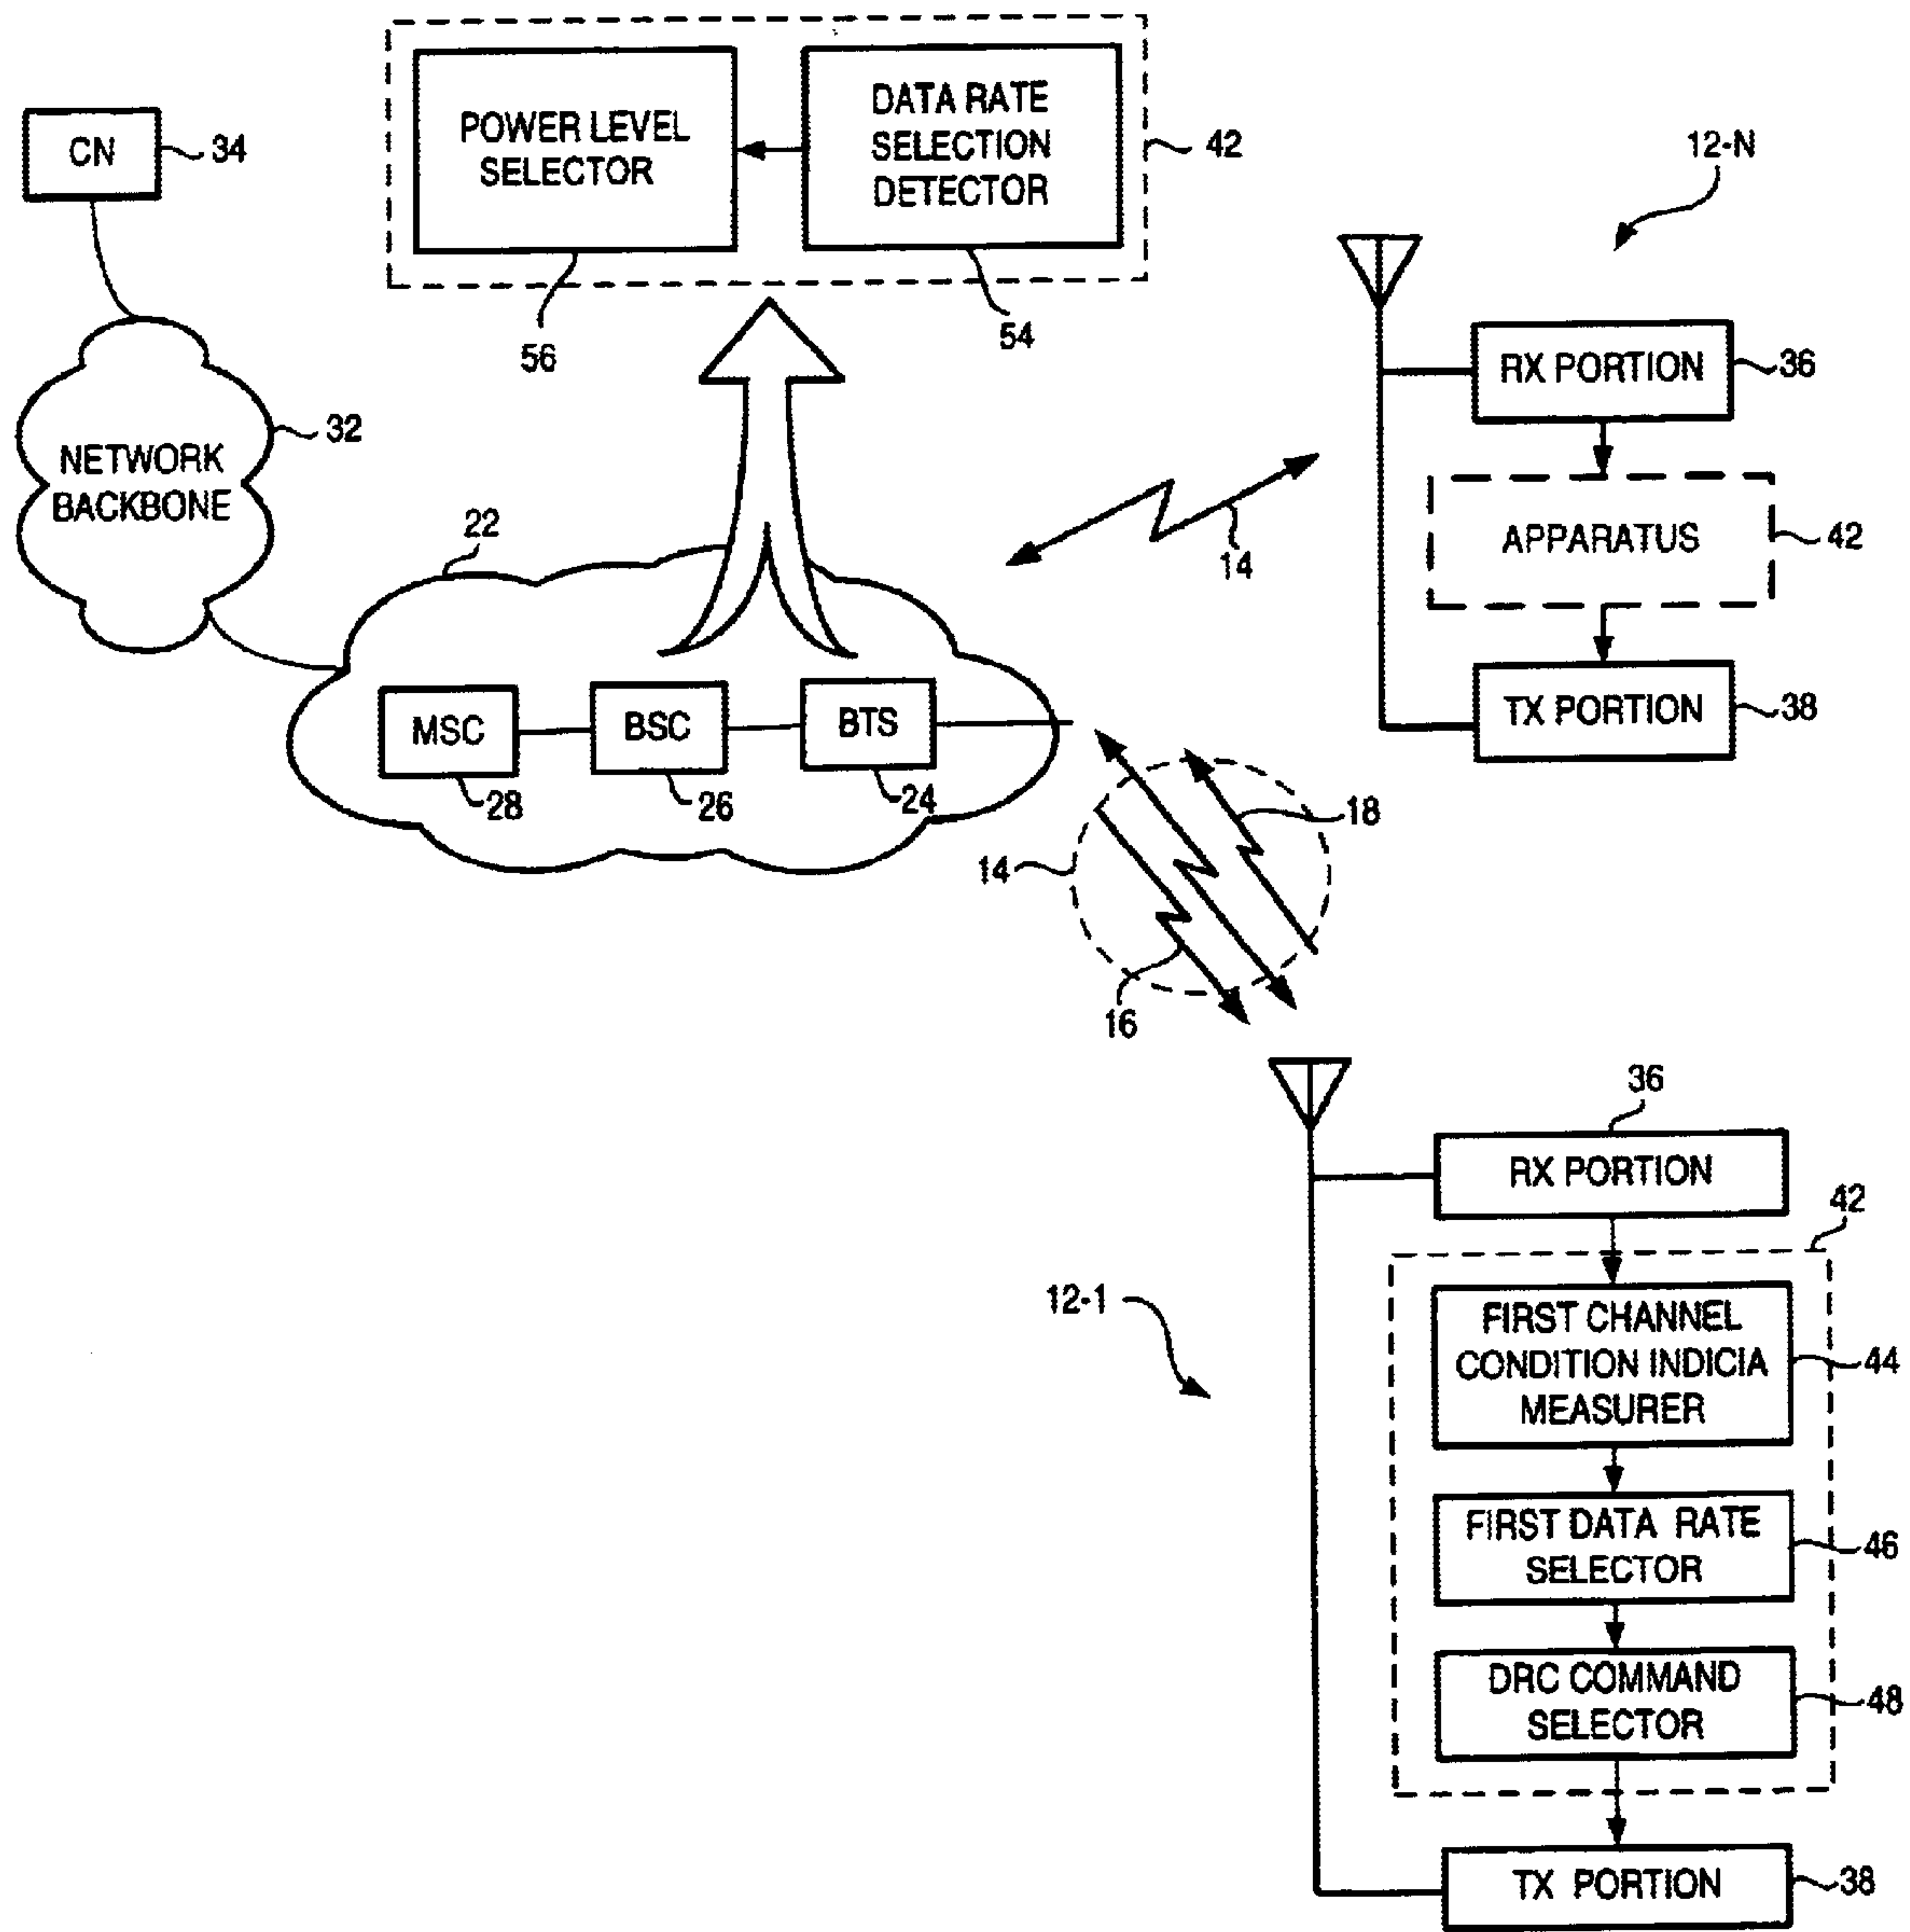 CN
34
POWER LEVEL
SELECTOR
DATA RATE
SELECTION
DETECTOR
42
56
54
12-N
NETWORK
BACKBONE
32
RX PORTION
36
APPARATUS
42
TX PORTION
38
14
22
MSC
28
BSC
26
BTS
24
14
18
16
36
RX PORTION
42
12-1
FIRST CHANNEL
CONDITION INDICIA
MEASURER
44
FIRST DATA RATE
SELECTOR
46
DRC COMMAND
SELECTOR
48
TX PORTION
38